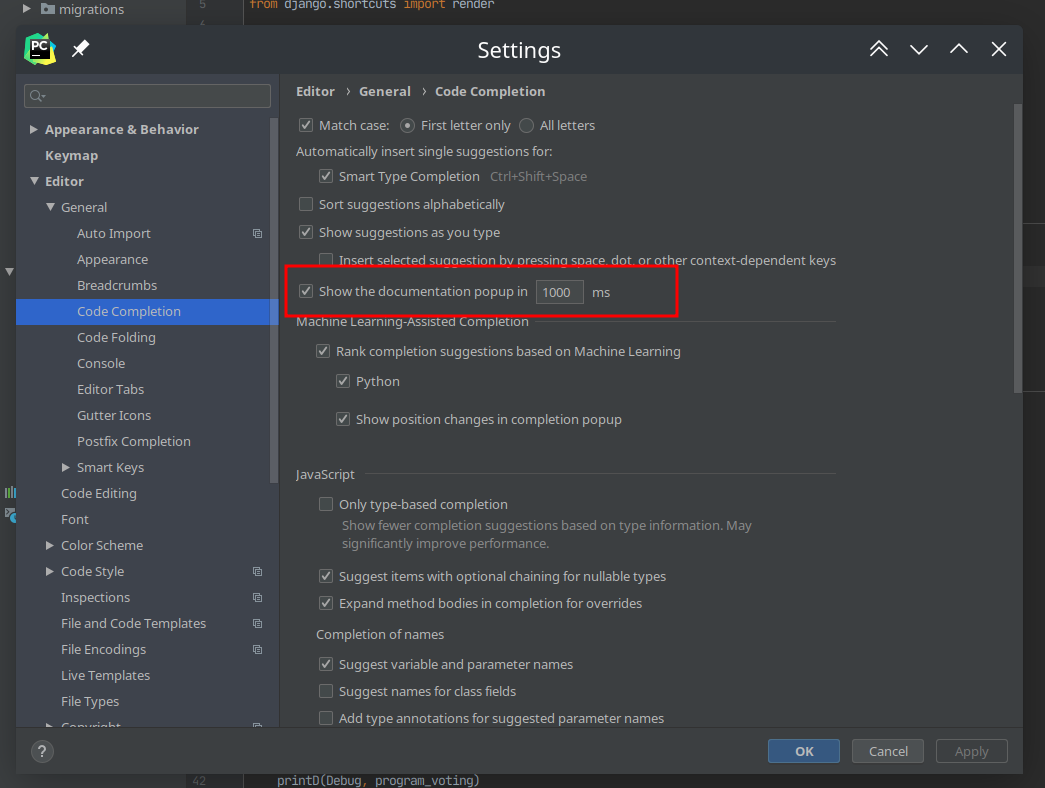 migrations
5 from django.shortcuts import render
PC
Settings
Editor › General › Code Completion
Appearance & Behavior
Keymap
Editor
General
Auto Import
Appearance
Breadcrumbs
Code Completion
Code Folding
Console
Editor Tabs
Gutter Icons
Postfix Completion
Smart Keys
Code Editing
Font
Color Scheme
Code Style
Inspections
File and Code Templates
File Encodings
Live Templates
File Types
Copyright
Match case: First letter only All letters
Automatically insert single suggestions for:
Smart Type Completion Ctrl+Shift+Space
Sort suggestions alphabetically
Show suggestions as you type
Insert selected suggestion by pressing space, dot, or other context-dependent keys
Show the documentation popup in 1000 ms
Machine Learning-Assisted Completion
Rank completion suggestions based on Machine Learning
Python
Show position changes in completion popup
JavaScript
Only type-based completion
Show fewer completion suggestions based on type information. May
significantly improve performance.
Suggest items with optional chaining for nullable types
Expand method bodies in completion for overrides
Completion of names
Suggest variable and parameter names
Suggest names for class fields
Add type annotations for suggested parameter names
?
OK Cancel Apply
42 printD(Debug, program_voting)